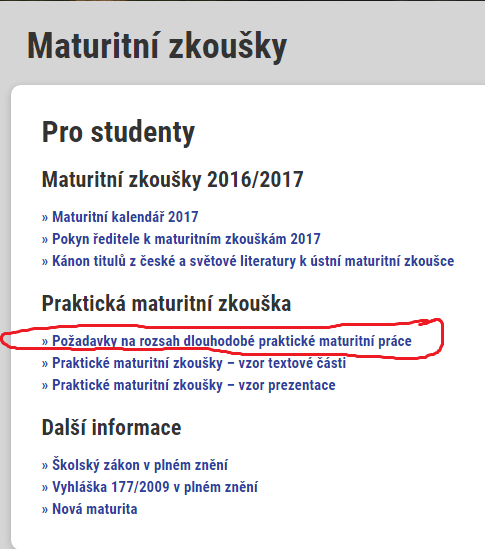 Maturitní zkoušky
Pro studenty
Maturitní zkoušky 2016/2017
» Maturitní kalendář 2017
» Pokyn ředitele k maturitním zkouškám 2017
» Kánon titulů z české a světové literatury k ústní maturitní zkoušce
Praktická maturitní zkouška
» Požadavky na rozsah dlouhodobé praktické maturitní práce
» Praktické maturitní zkoušky – vzor textové části
» Praktické maturitní zkoušky – vzor prezentace
Další informace
» Školský zákon v plném znění
» Vyhláška 177/2009 v plném znění
» Nová maturita